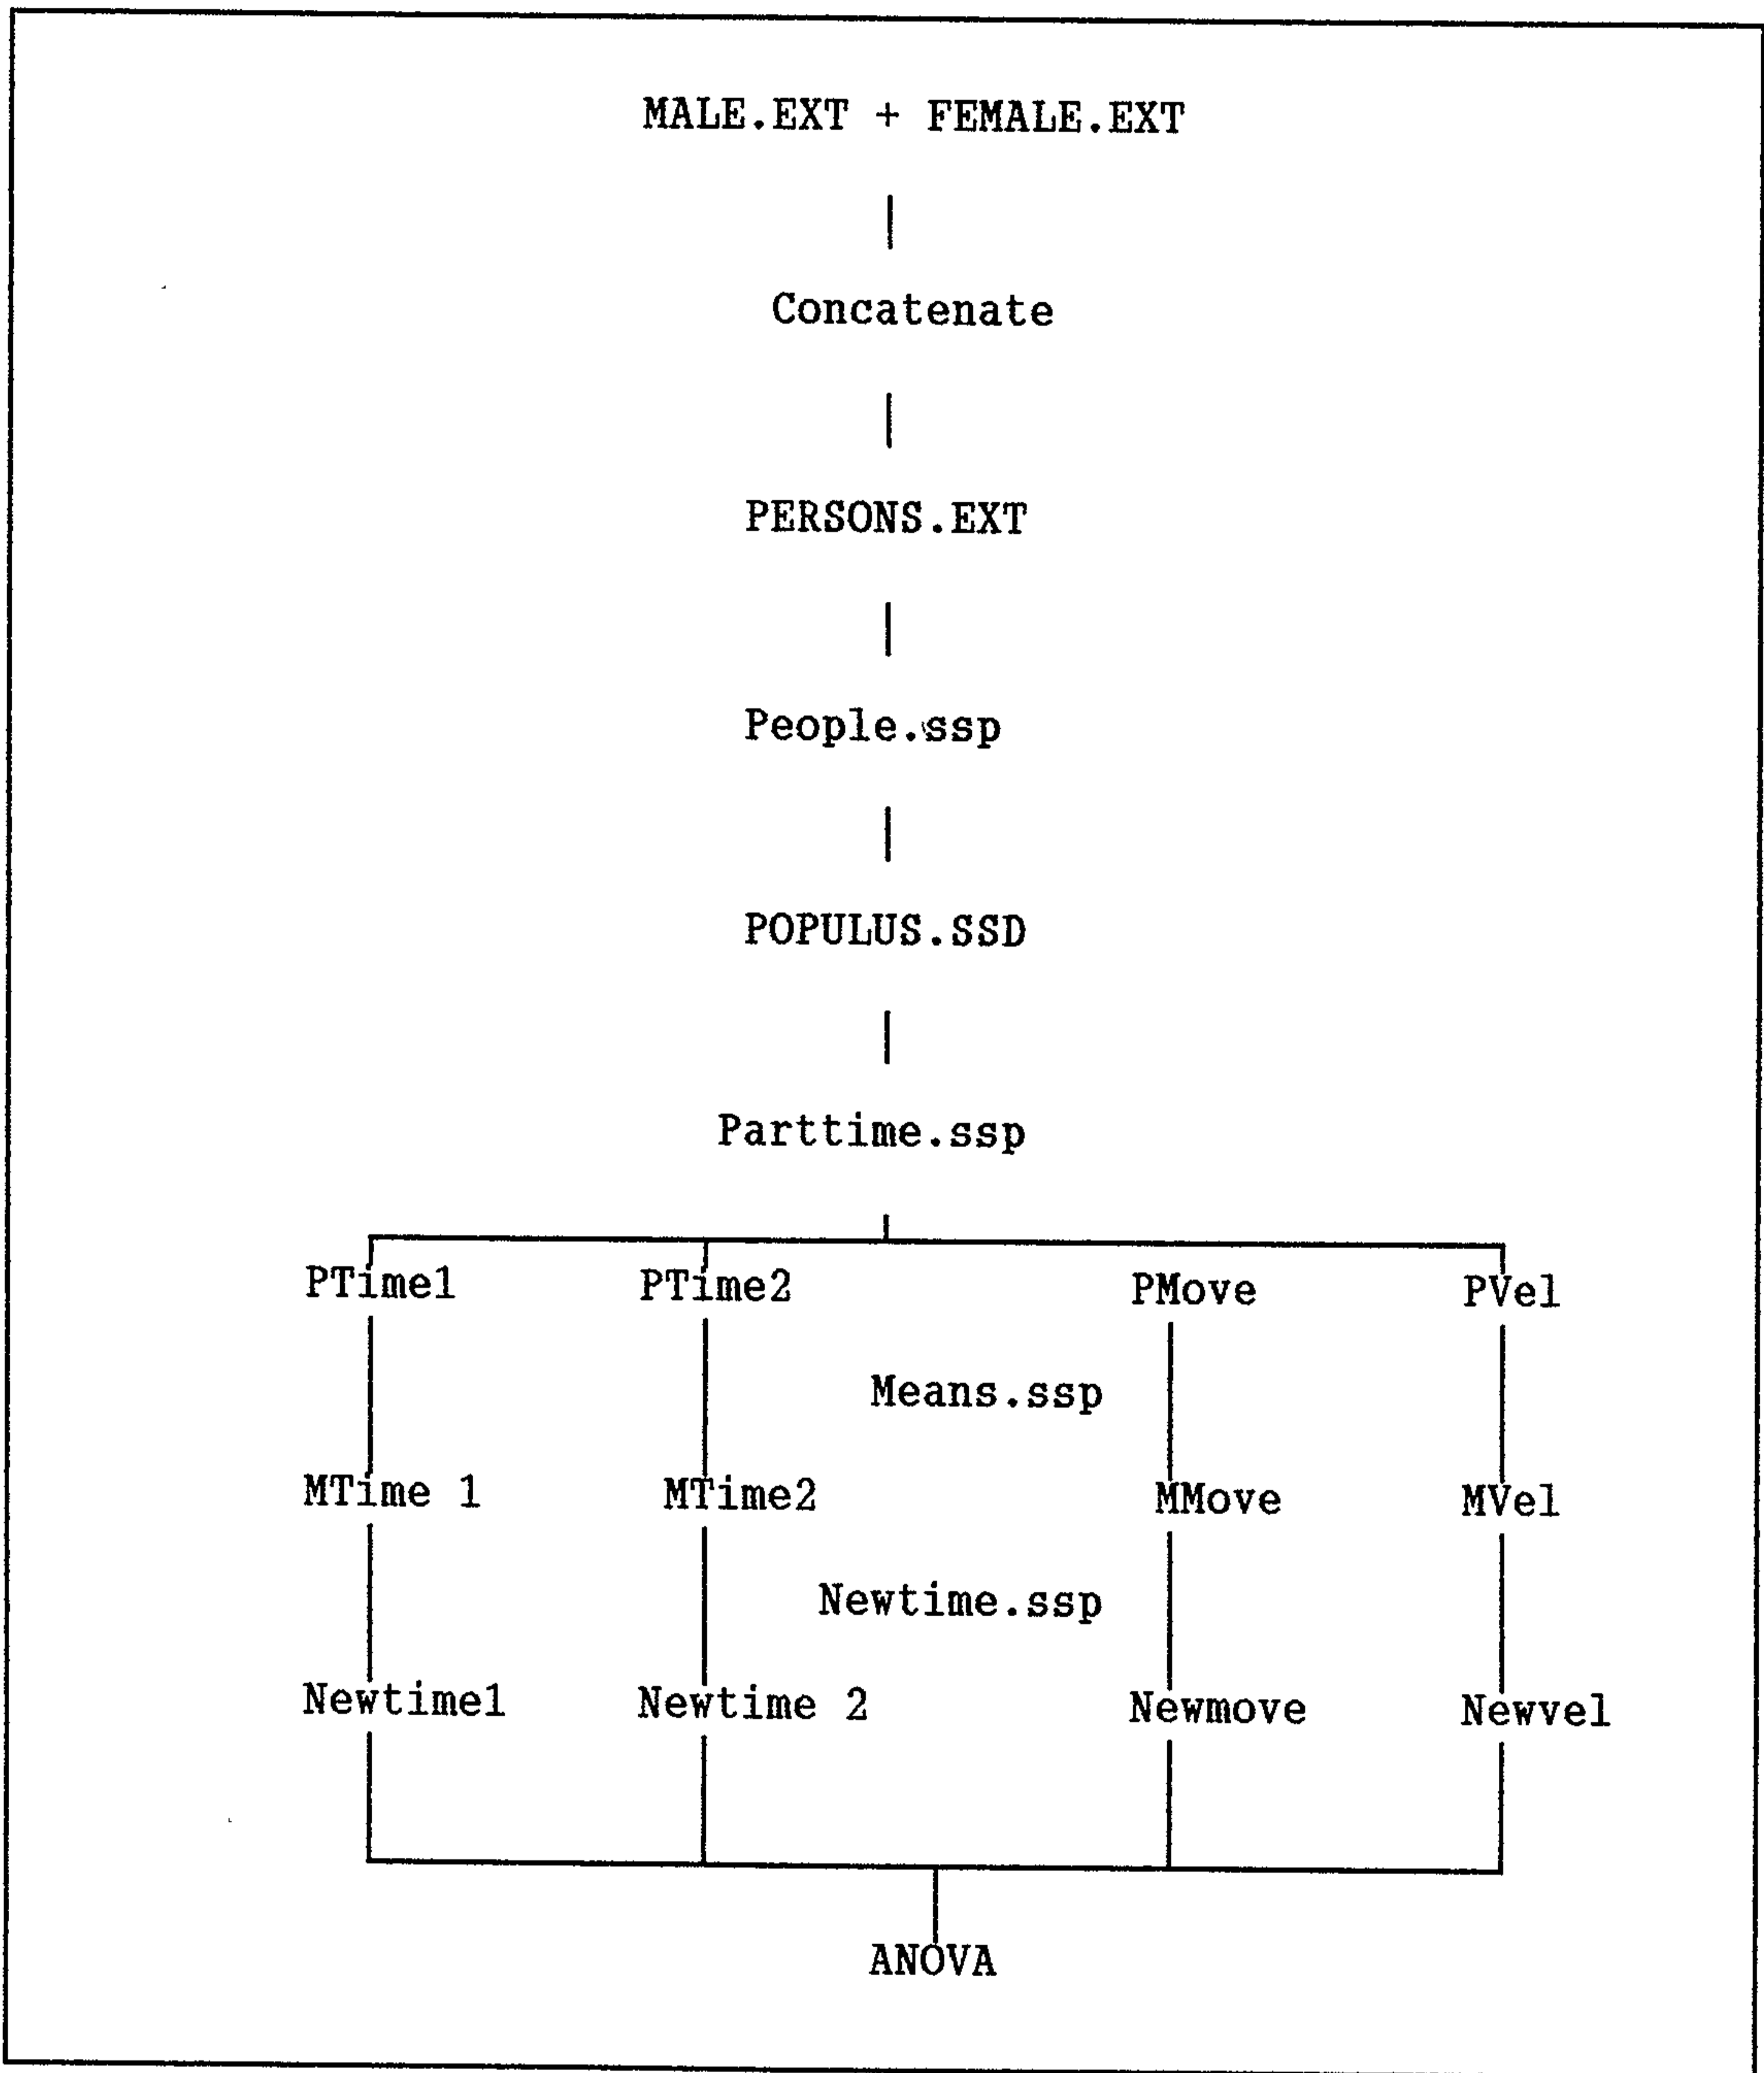 MALE.EXT + FEMALE.EXT
Concatenate
PERSONS.EXT
People.ssp
POPULUS.SSD
Parttime.ssp
PTime1 PTime2 PMove PVel
Means.ssp
MTime 1 MTime2 MMove MVel
Newtime.ssp
Newtime1 Newtime 2 Newmove Newvel
ANOVA